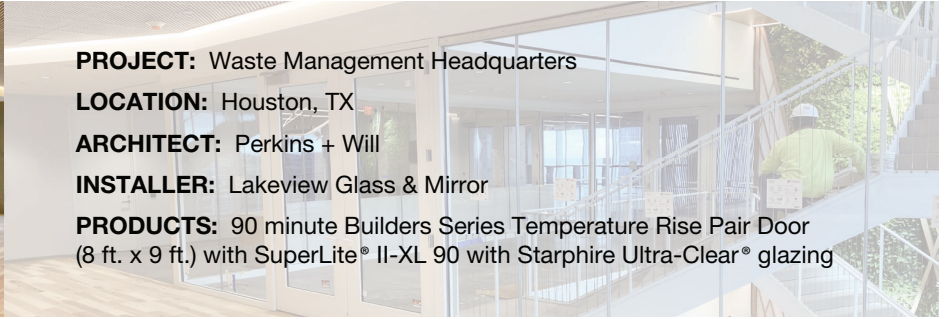 PROJECT: Waste Management Headquarters
LOCATION: Houston, TX
ARCHITECT: Perkins + Will
INSTALLER: Lakeview Glass & Mirror
PRODUCTS: 90 minute Builders Series Temperature Rise Pair Door
(8 ft. x 9 ft.) with SuperLite® II-XL 90 with Starphire Ultra-Clear® glazing